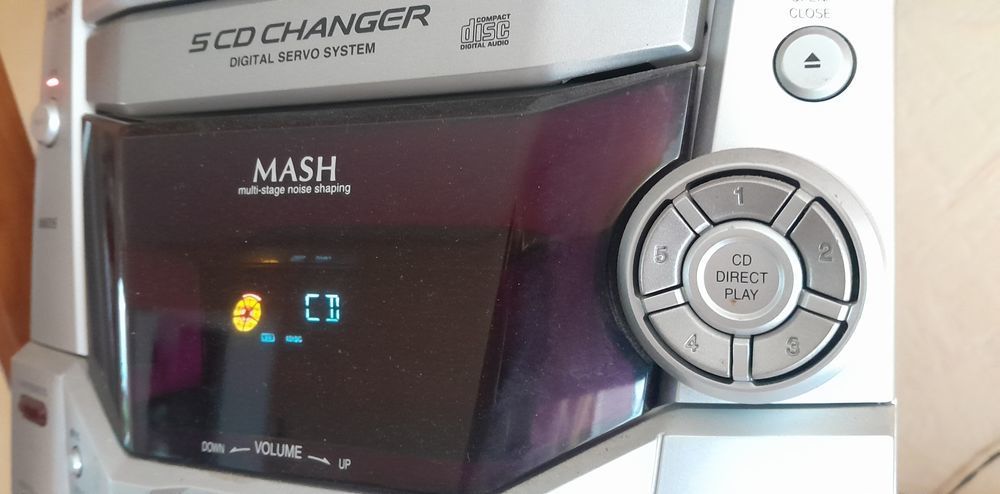 5 CD CHANGER
DIGITAL SERVO SYSTEM
COMPACT
disc
DIGITAL AUDIO
CLOSE
MASH
multi-stage noise shaping
1
2
3
4
5
CD
DIRECT
PLAY
CD
DOWN VOLUME UP